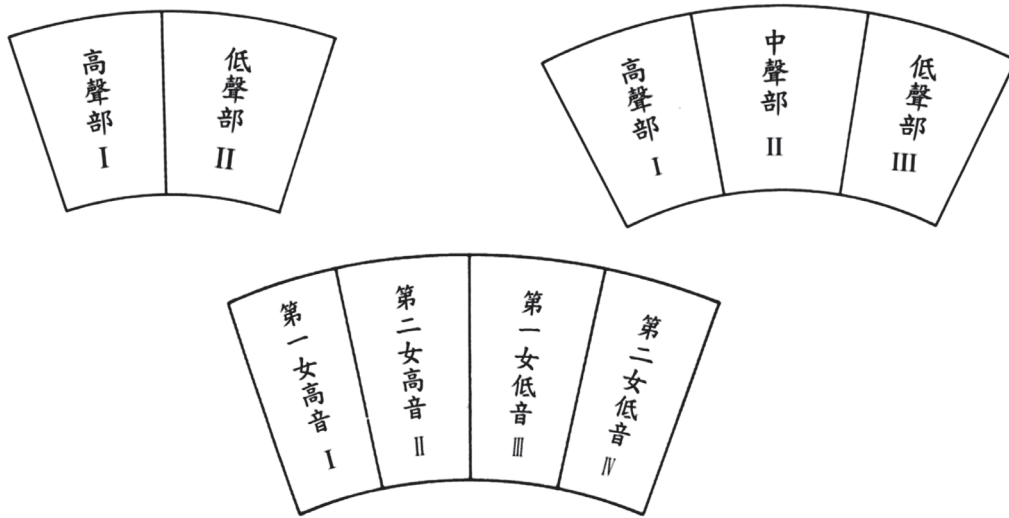 高聲部 I
低聲部 II
高聲部 I
中聲部 II
低聲部 III
第一女高音 I
第二女高音 II
第一女低音 III
第二女低音 IV